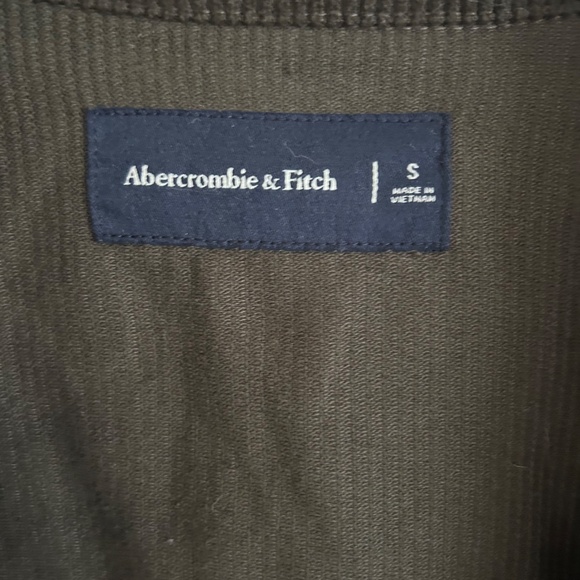 Abercrombie & Fitch
S
MADE IN
VIETNAM